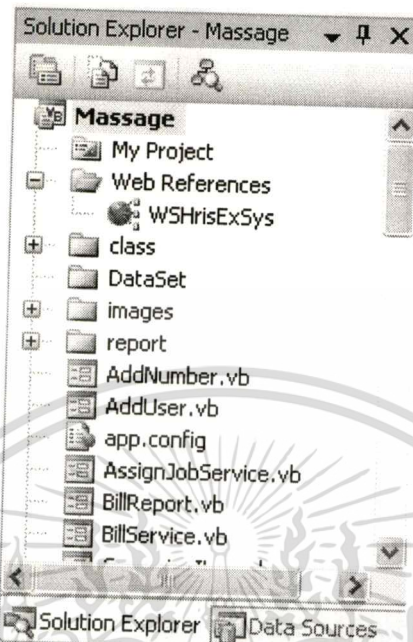 Solution Explorer - Massage
Massage
My Project
Web References
WSHrisExSys
class
DataSet
images
report
AddNumber.vb
AddUser.vb
app.config
AssignJobService.vb
BillReport.vb
BillService.vb
Solution Explorer
Data Sources